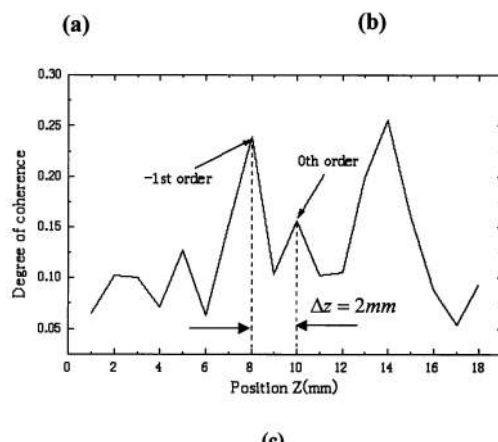 (a) (b)
0.30
0.25
0.20
0.15
0.10
0.05
Degree of coherence
-1st order
0th order
Δz = 2mm
0 2 4 6 8 10 12 14 16 18
Position Z(mm)